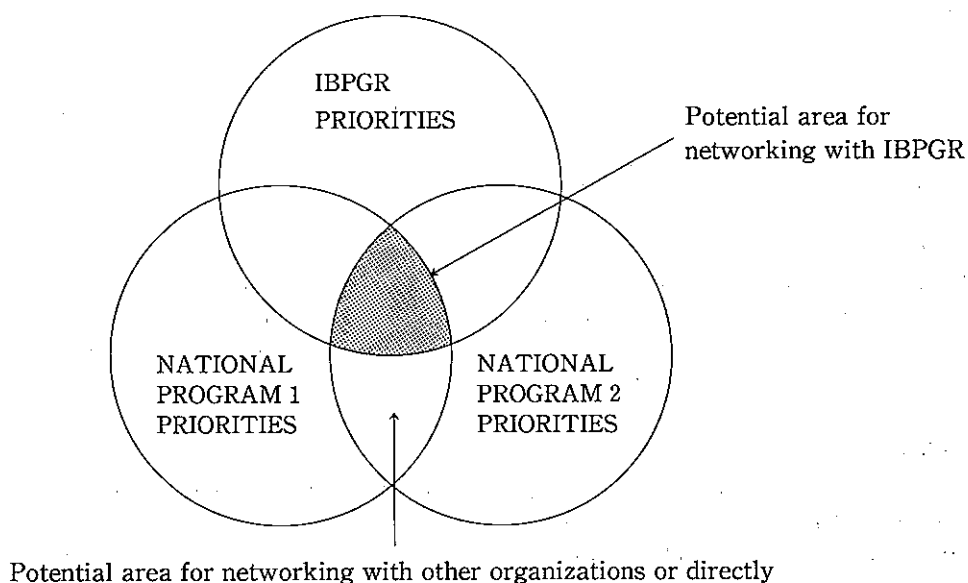 IBPGR
PRIORITIES
Potential area for
networking with IBPGR
NATIONAL
PROGRAM 1
PRIORITIES
NATIONAL
PROGRAM 2
PRIORITIES
Potential area for networking with other organizations or directly